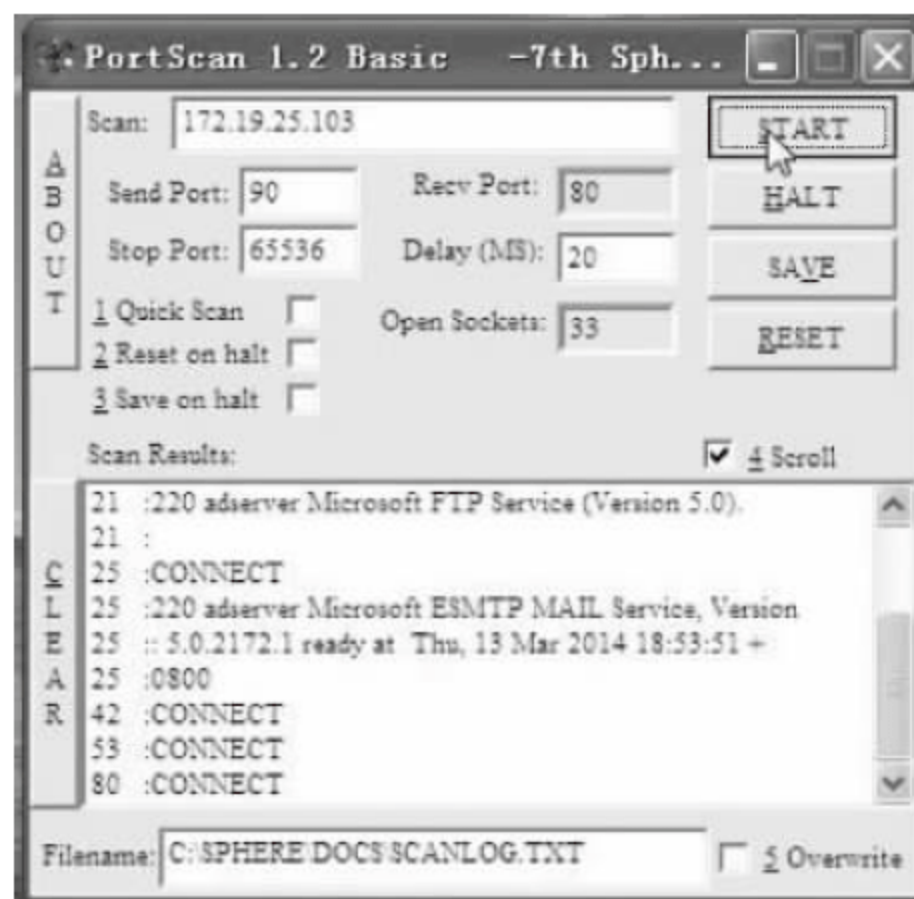 PortScan 1.2 Basic -7th Sph...
Scan: 172.19.25.103
START
ABOUT
Send Port: 90
Recv Port: 80
HALT
Stop Port: 65536
Delay (MS): 20
SAVE
1 Quick Scan
Open Sockets: 33
RESET
2 Reset on halt
3 Save on halt
Scan Results:
4 Scroll
CLEAR
21 :220 adserver Microsoft FTP Service (Version 5.0).
21 :
25 :CONNECT
25 :220 adserver Microsoft ESMTP MAIL Service, Version
25 :: 5.0.2172.1 ready at Thu, 13 Mar 2014 18:53:51 +
25 :0800
42 :CONNECT
53 :CONNECT
80 :CONNECT
Filename: C:\SPHERE\DOCS\SCANLOG.TXT
5 Overwrite